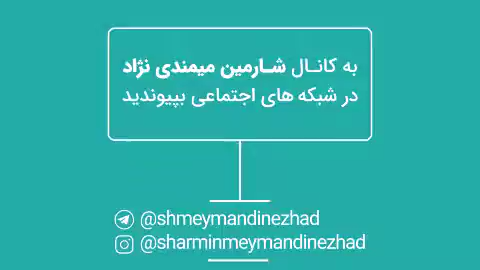 به کانال شارمین میمندی نژاد
در شبکه های اجتماعی بپیوندید
@shmeymandinezhad
@sharminmeymandinezhad